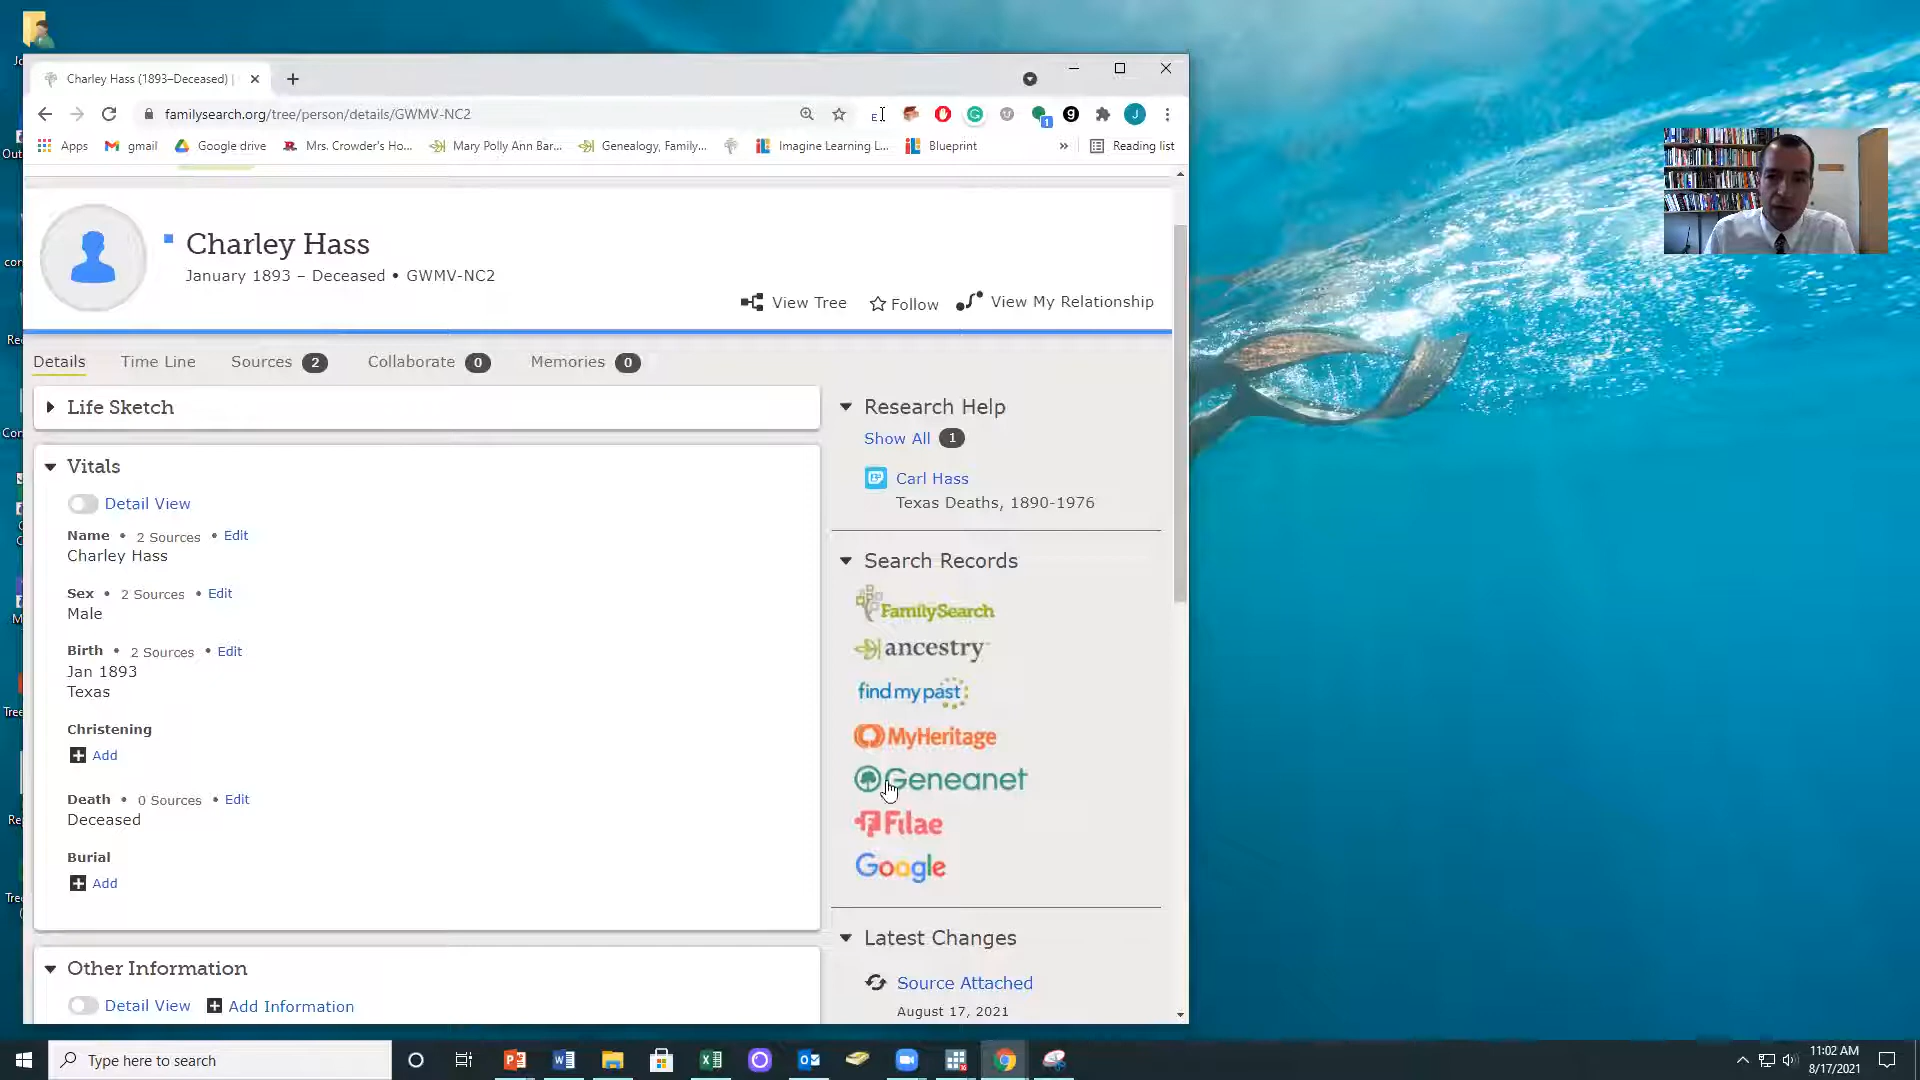 Charley Hass (1893–Deceased) |
familysearch.org/tree/person/details/GWMV-NC2
Apps
gmail
Google drive
Mrs. Crowder's Ho...
Mary Polly Ann Bar...
Genealogy, Family...
Imagine Learning L...
Blueprint
»
Reading list
Charley Hass
January 1893 – Deceased • GWMV-NC2
View Tree
Follow
View My Relationship
Details
Time Line
Sources 2
Collaborate 0
Memories 0
Life Sketch
Vitals
Detail View
Name • 2 Sources • Edit
Charley Hass
Sex • 2 Sources • Edit
Male
Birth • 2 Sources • Edit
Jan 1893
Texas
Christening
Add
Death • 0 Sources • Edit
Deceased
Burial
Add
Other Information
Detail View
Add Information
Research Help
Show All 1
Carl Hass
Texas Deaths, 1890-1976
Search Records
FamilySearch
ancestry
findmypast
MyHeritage
Geneanet
Filae
Google
Latest Changes
Source Attached
August 17, 2021
Type here to search
11:02 AM
8/17/2021